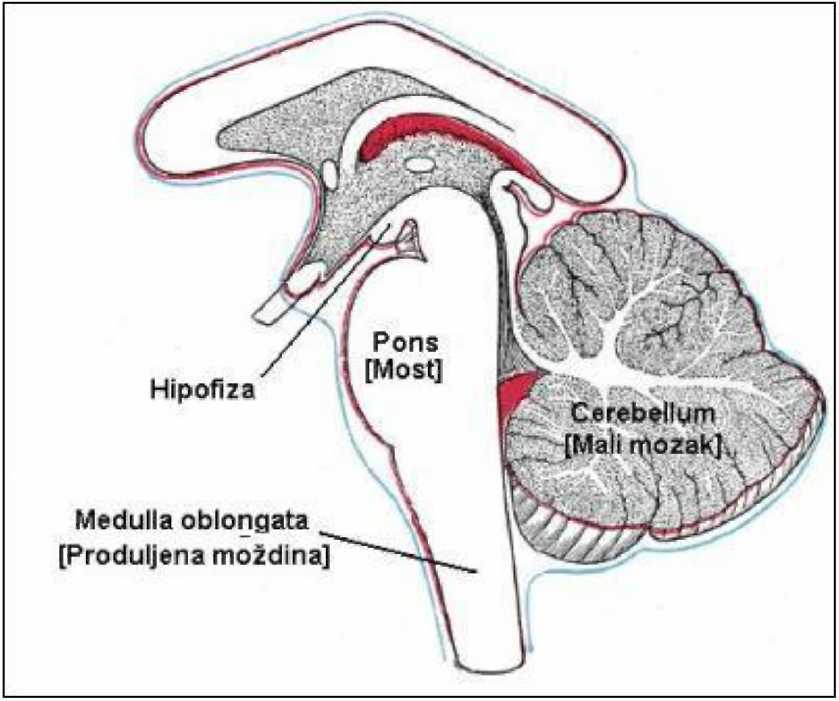 Pons
[Most]
Hipofiza
Cerebellum
[Mali mozak]
Medulla oblongata
[Produljena moždina]